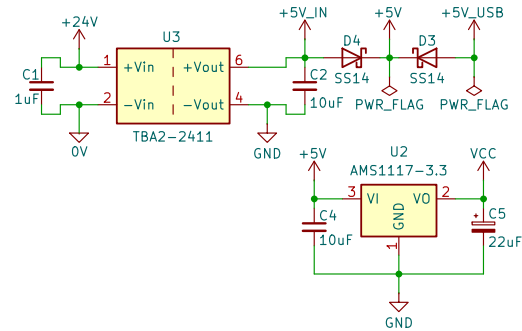 +24V
U3
+5V_IN
+5V
+5V_USB
C1
1uF
1
+Vin
+Vout
6
2
-Vin
-Vout
4
TBA2-2411
0V
GND
C2
10uF
D4
SS14
D3
SS14
PWR_FLAG
PWR_FLAG
+5V
U2
VCC
AMS1117-3.3
3
VI
VO
2
GND
1
C4
10uF
+
C5
22uF
GND